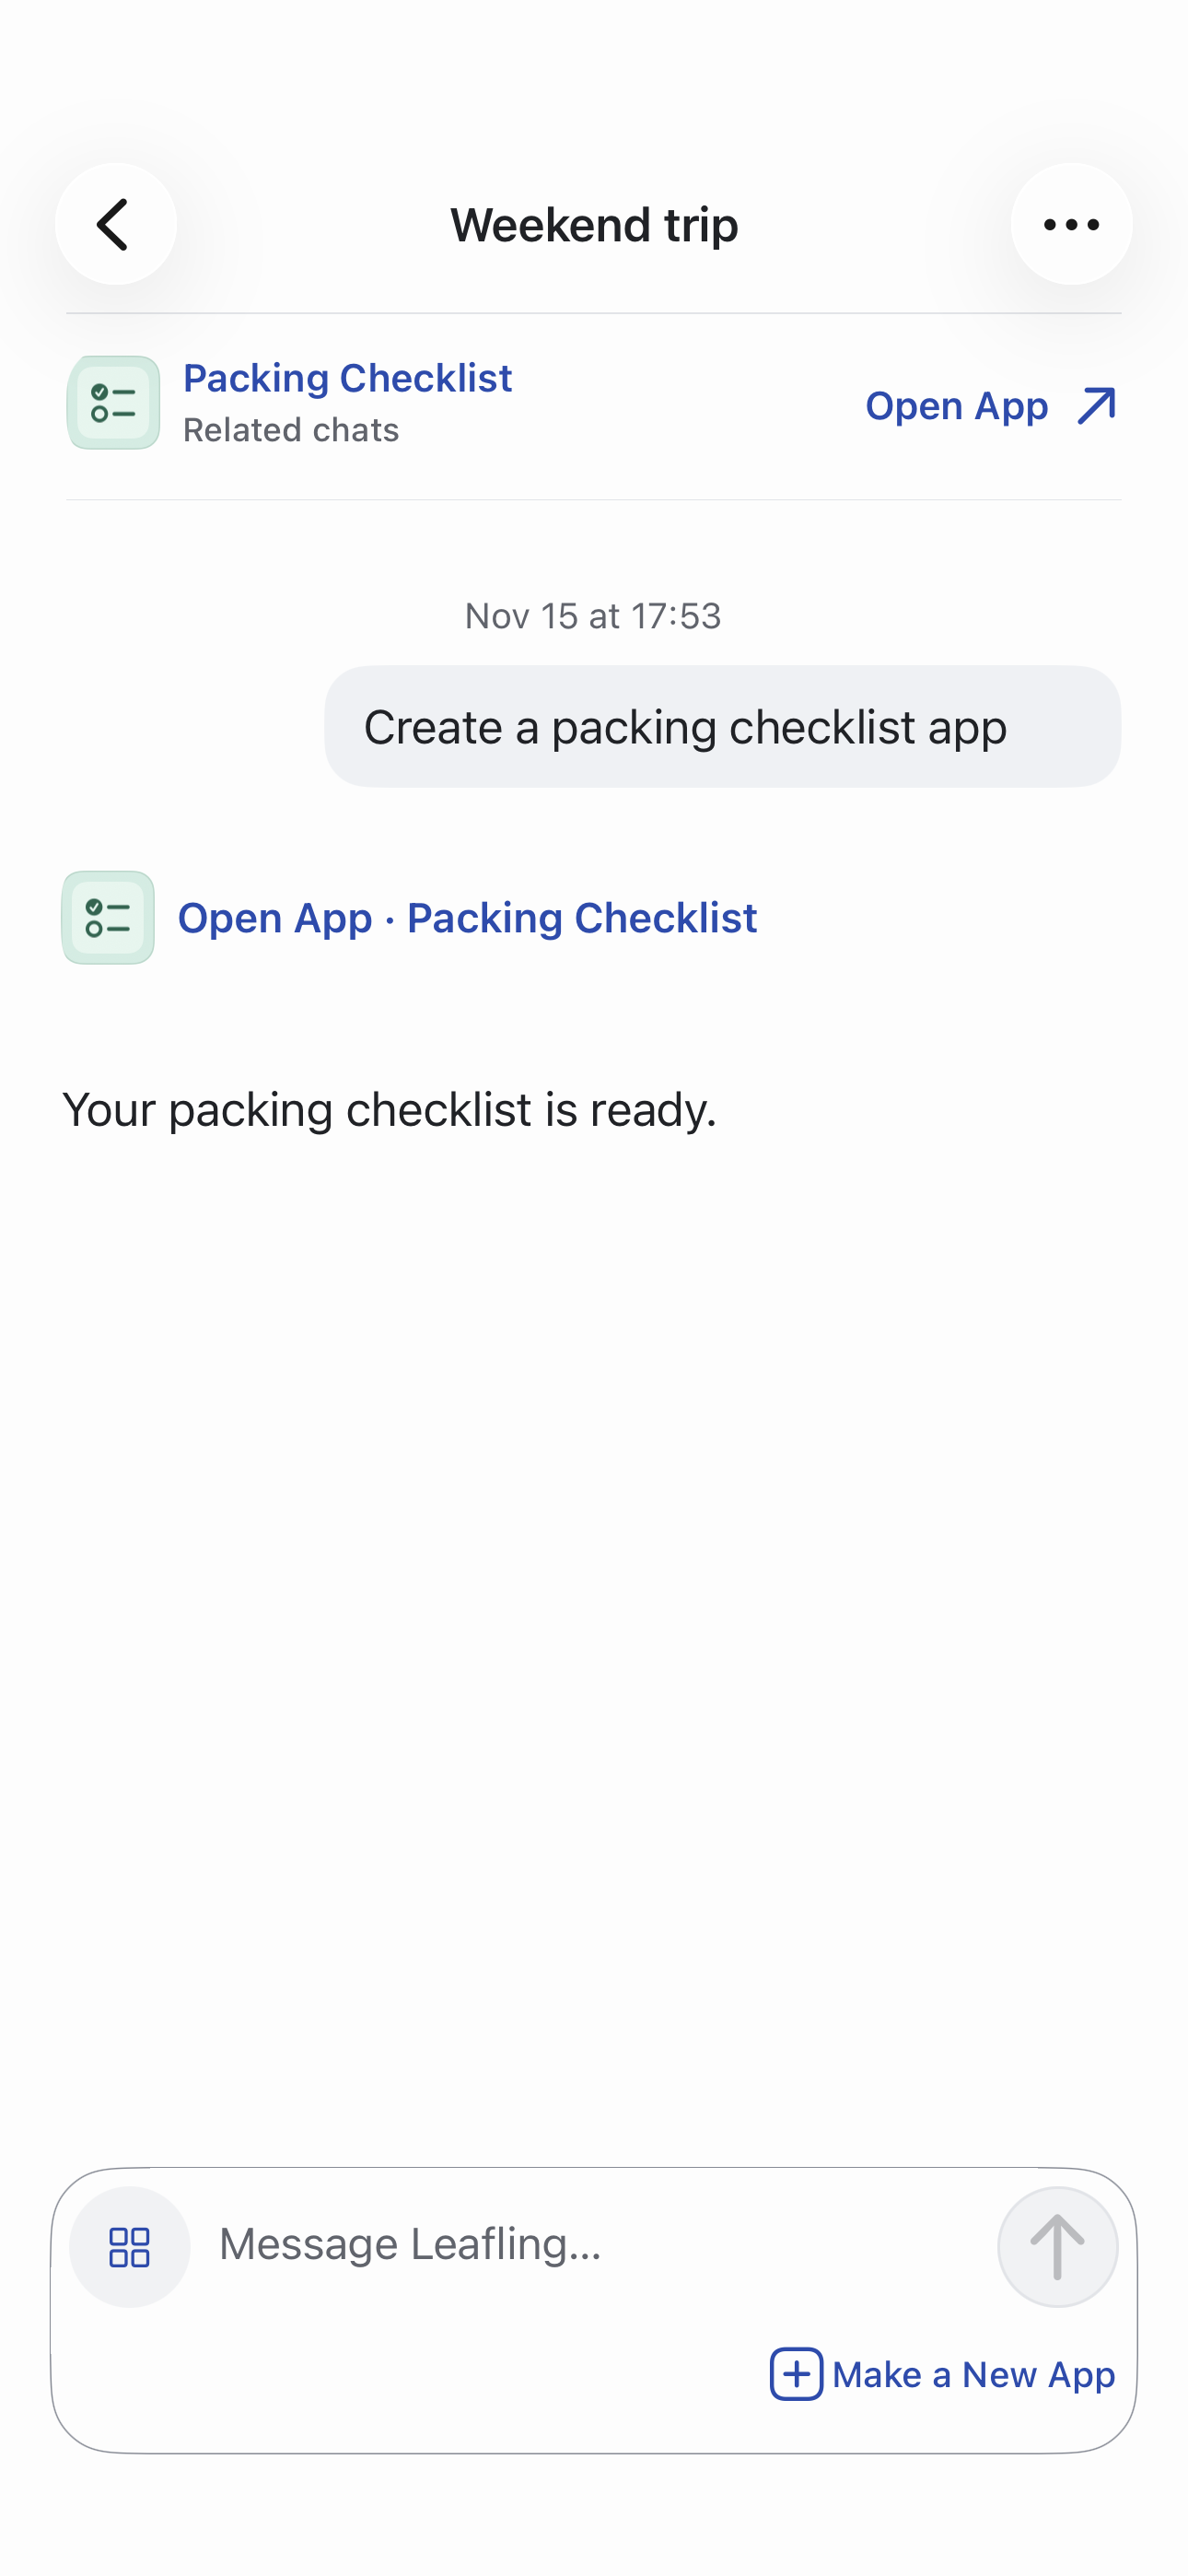 Weekend trip
Packing Checklist
Related chats
Open App
Nov 15 at 17:53
Create a packing checklist app
Open App · Packing Checklist
Your packing checklist is ready.
Message Leafling...
Make a New App